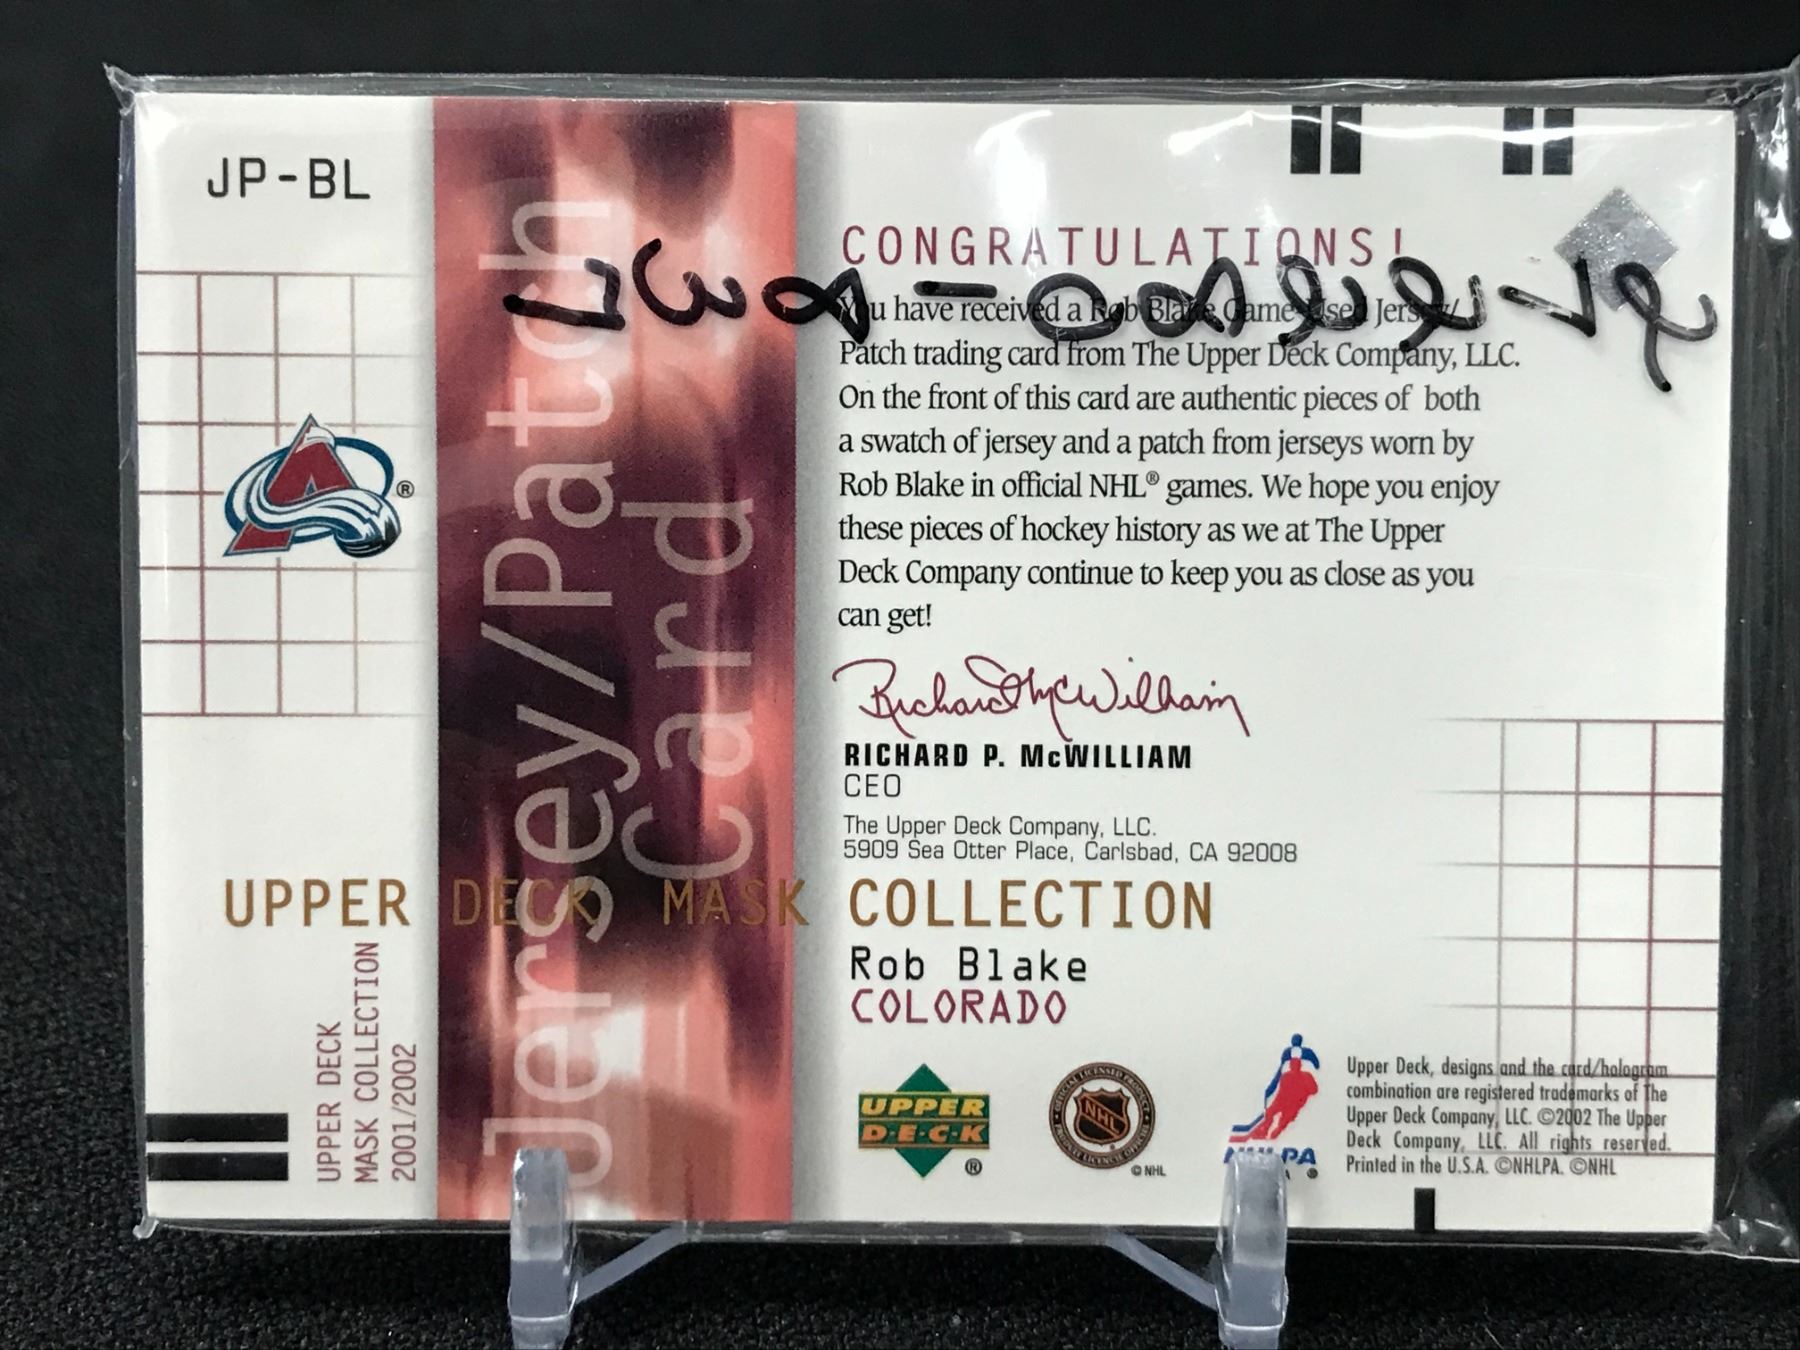 JP-BL
Jersey/Patch
Card
CONGRATULATIONS!
You have received a Rob Blake Game-Used Jersey/
Patch trading card from The Upper Deck Company, LLC.
On the front of this card are authentic pieces of both
a swatch of jersey and a patch from jerseys worn by
Rob Blake in official NHL® games. We hope you enjoy
these pieces of hockey history as we at The Upper
Deck Company continue to keep you as close as you
can get!
Richard McWilliam
RICHARD P. McWILLIAM
CEO
The Upper Deck Company, LLC.
5909 Sea Otter Place, Carlsbad, CA 92008
UPPER DECK MASK COLLECTION
Rob Blake
COLORADO
UPPER DECK
MASK COLLECTION
2001/2002
UPPER
D·E·C·K
®
NHL
© NHL
NHLPA
®
Upper Deck, designs and the card/hologram
combination are registered trademarks of The
Upper Deck Company, LLC. ©2002 The Upper
Deck Company, LLC. All rights reserved.
Printed in the U.S.A. ©NHLPA. ©NHL